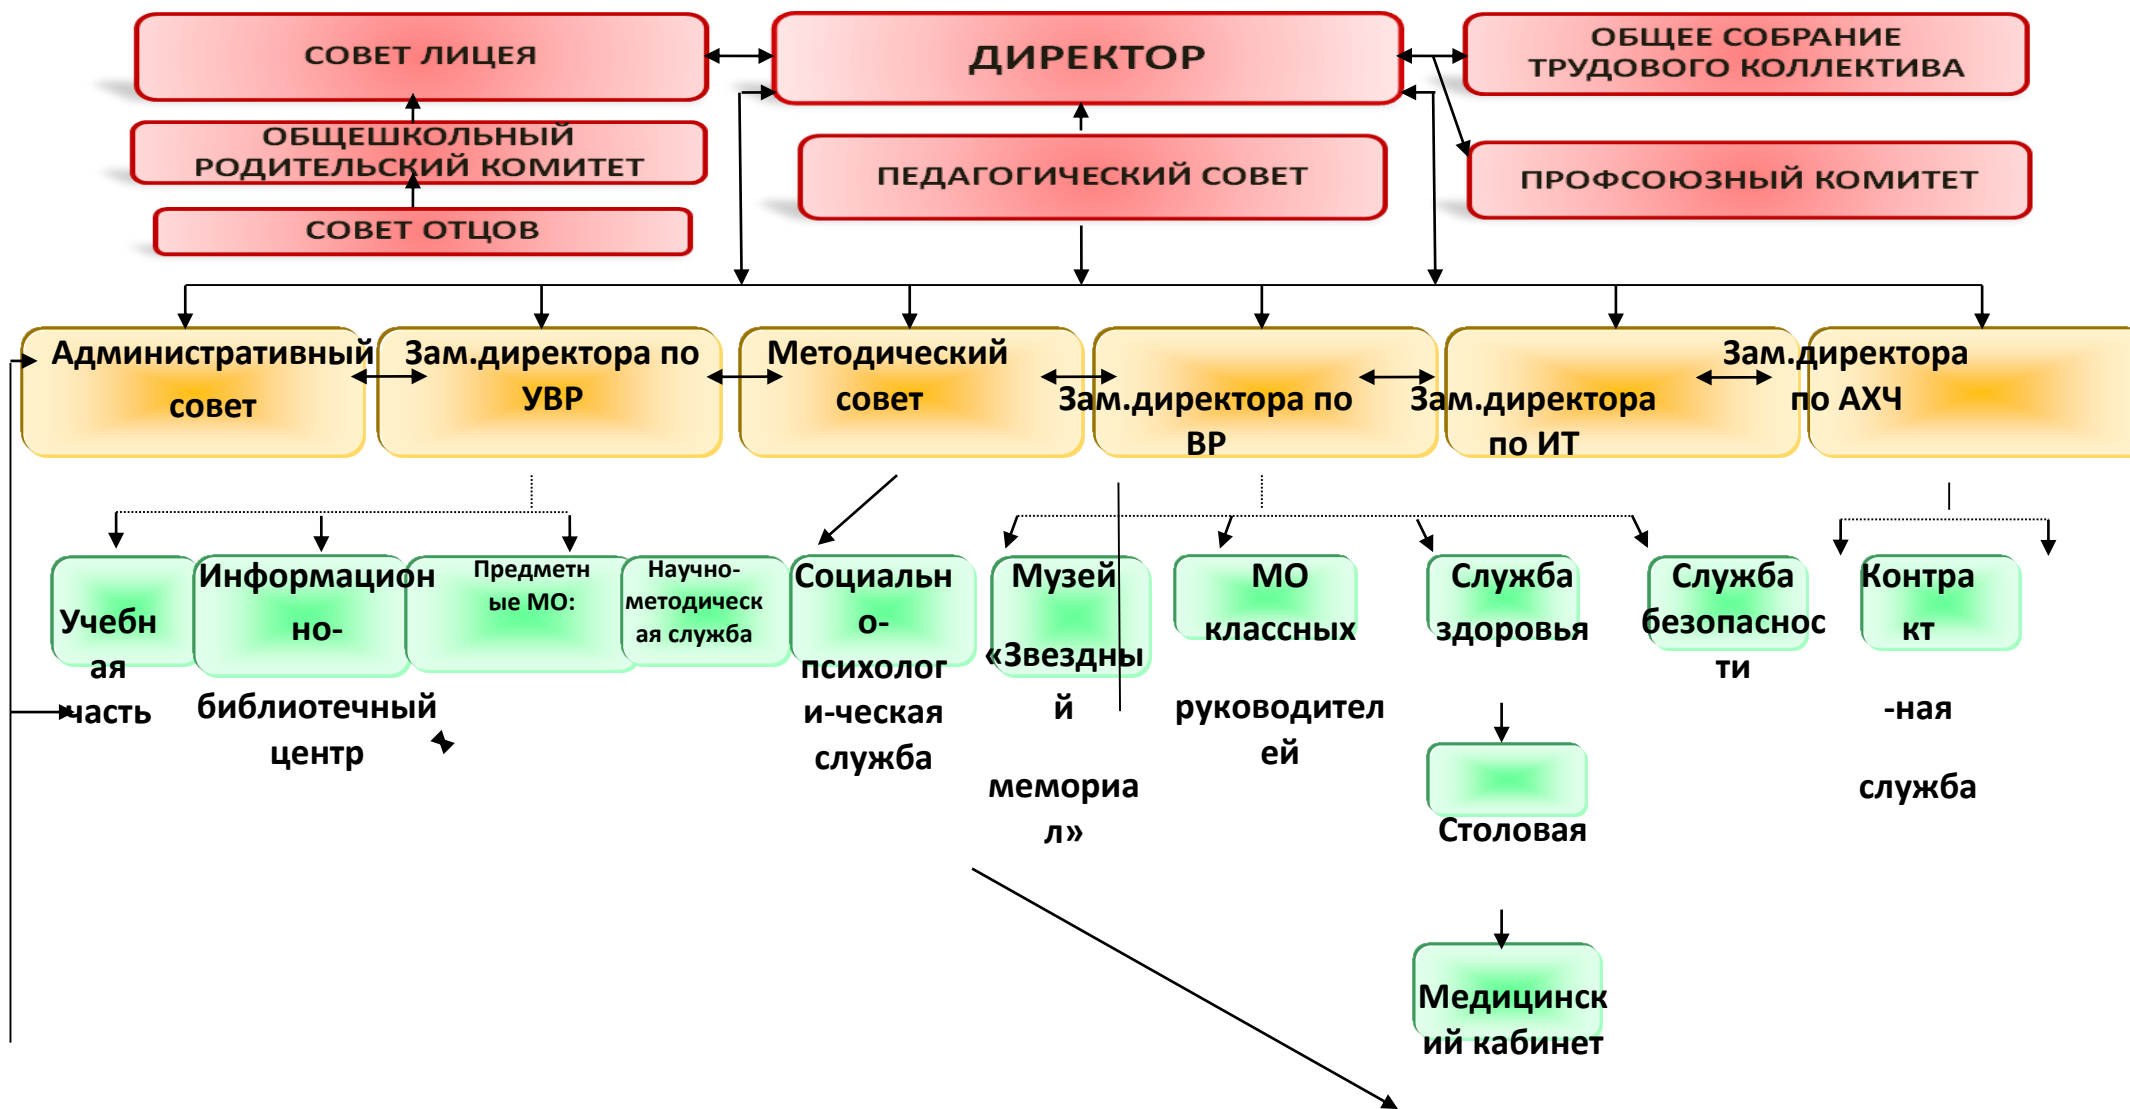 СОВЕТ ЛИЦЕЯ
ДИРЕКТОР
ОБЩЕЕ СОБРАНИЕ
ТРУДОВОГО КОЛЛЕКТИВА
ОБЩЕШКОЛЬНЫЙ
РОДИТЕЛЬСКИЙ КОМИТЕТ
ПЕДАГОГИЧЕСКИЙ СОВЕТ
ПРОФСОЮЗНЫЙ КОМИТЕТ
СОВЕТ ОТЦОВ
Административный
совет
Зам.директора по
УВР
Методический
совет
Зам.директора по
ВР
Зам.директора
по ИТ
Зам.директора
по АХЧ
Учебн
ая
часть
Информацион
но-
библиотечный
центр
Предметн
ые МО:
Научно-
методическ
ая служба
Социальн
о-
психолог
и-ческая
служба
Музей
«Звездны
й
мемориа
л»
МО
классных
руководител
ей
Служба
здоровья
Служба
безопаснос
ти
Контра
кт
-ная
служба
Столовая
Медицинск
ий кабинет